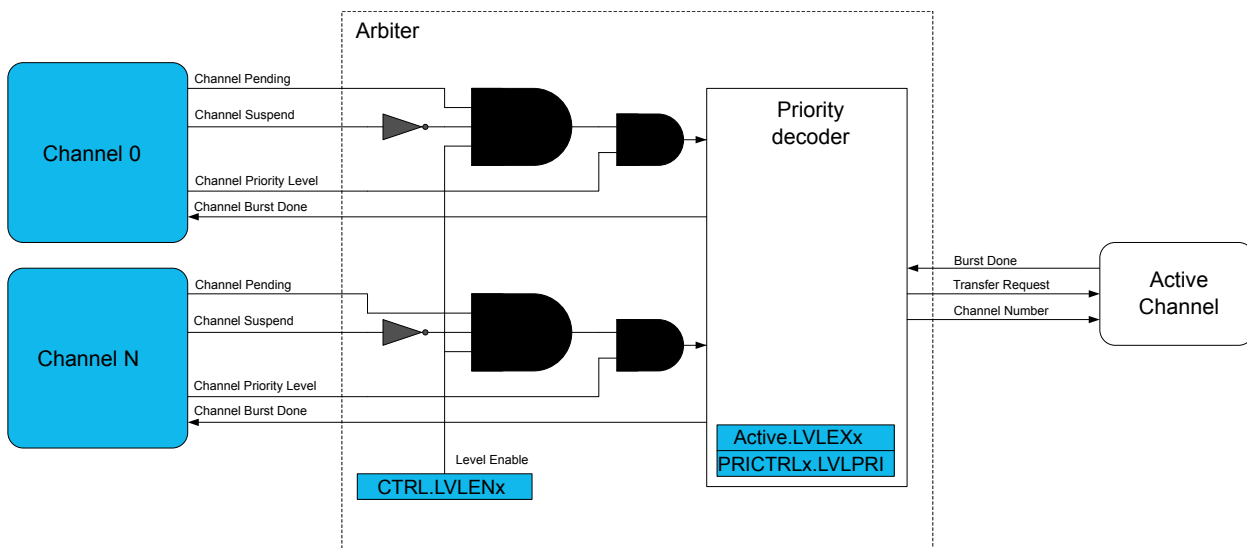 Arbiter
Channel Pending
Channel Suspend
Channel 0
Channel Priority Level
Channel Burst Done
Priority
decoder
Burst Done
Transfer Request
Channel Number
Active
Channel
Channel Pending
Channel Suspend
Channel N
Channel Priority Level
Channel Burst Done
Level Enable
CTRL.LVLENx
Active.LVLEXx
PRICTRLx.LVLPRI